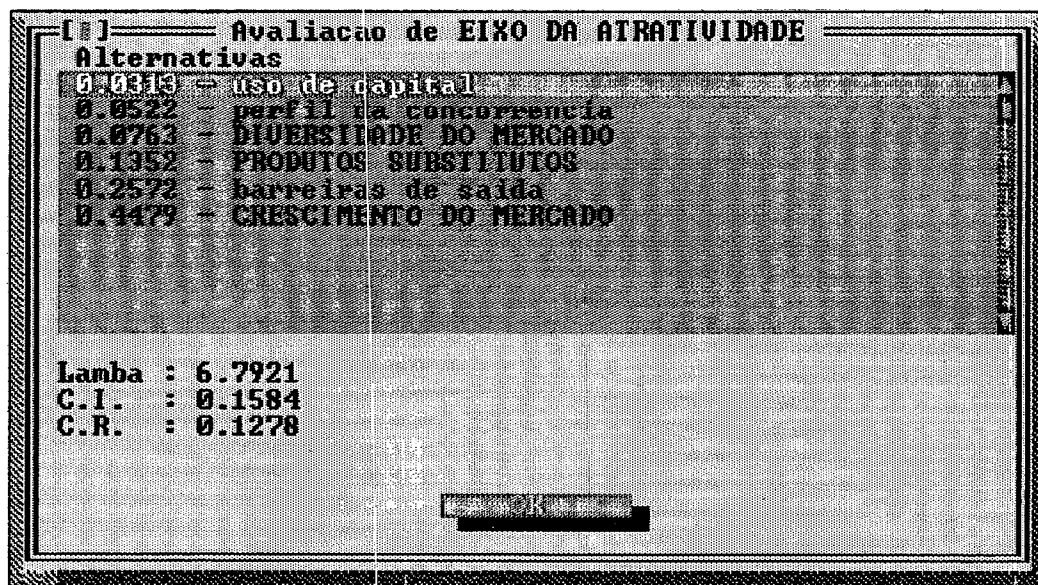 [ ] Avaliacao de EIXO DA ATRATIVIDADE
Alternativas
0.0313 - uso de capital
0.0522 - perfil da concorrencia
0.0763 - DIVERSIDADE DO MERCADO
0.1352 - PRODUTOS SUBSTITUTOS
0.2572 - barreiras de saida
0.4479 - CRESCIMENTO DO MERCADO
Lamba : 6.7921
C.I. : 0.1584
C.R. : 0.1278
OK